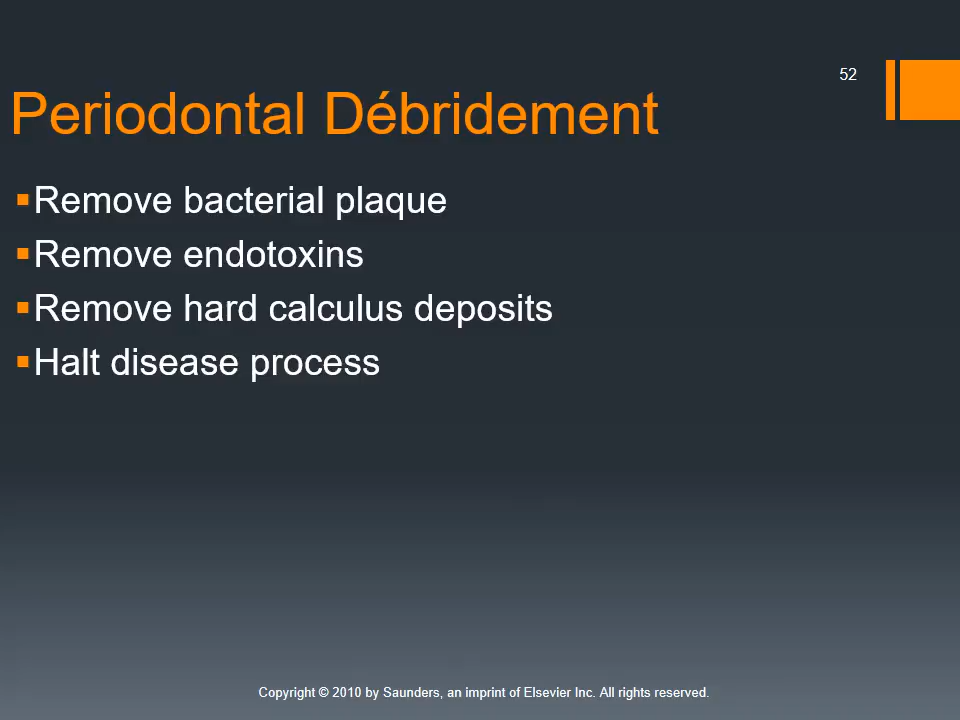 52
Periodontal Débridement
▪Remove bacterial plaque
▪Remove endotoxins
▪Remove hard calculus deposits
▪Halt disease process
Copyright © 2010 by Saunders, an imprint of Elsevier Inc. All rights reserved.